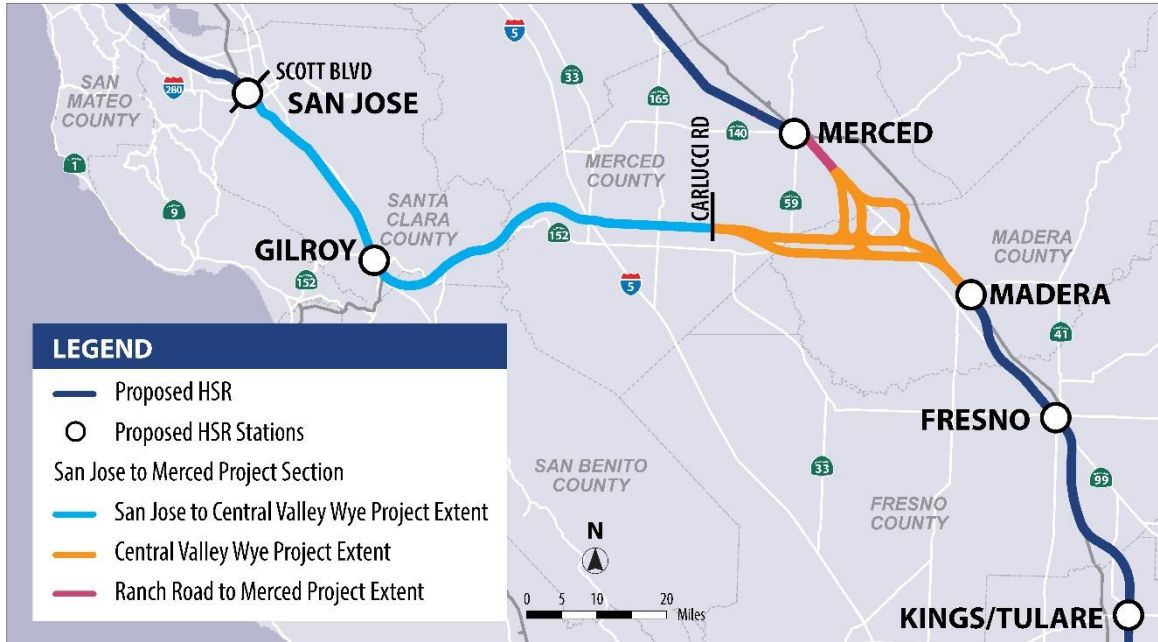 SCOTT BLVD
SAN JOSE
SAN
MATEO
COUNTY
280
1
9
5
33
165
140
MERCED
MERCED
COUNTY
CARLUCCI RD
59
SANTA
CLARA
COUNTY
GILROY
152
152
5
MADERA
COUNTY
MADERA
41
FRESNO
99
33
SAN BENITO
COUNTY
FRESNO
COUNTY
KINGS/TULARE
LEGEND
Proposed HSR
Proposed HSR Stations
San Jose to Merced Project Section
San Jose to Central Valley Wye Project Extent
Central Valley Wye Project Extent
Ranch Road to Merced Project Extent
N
0 5 10 20
Miles